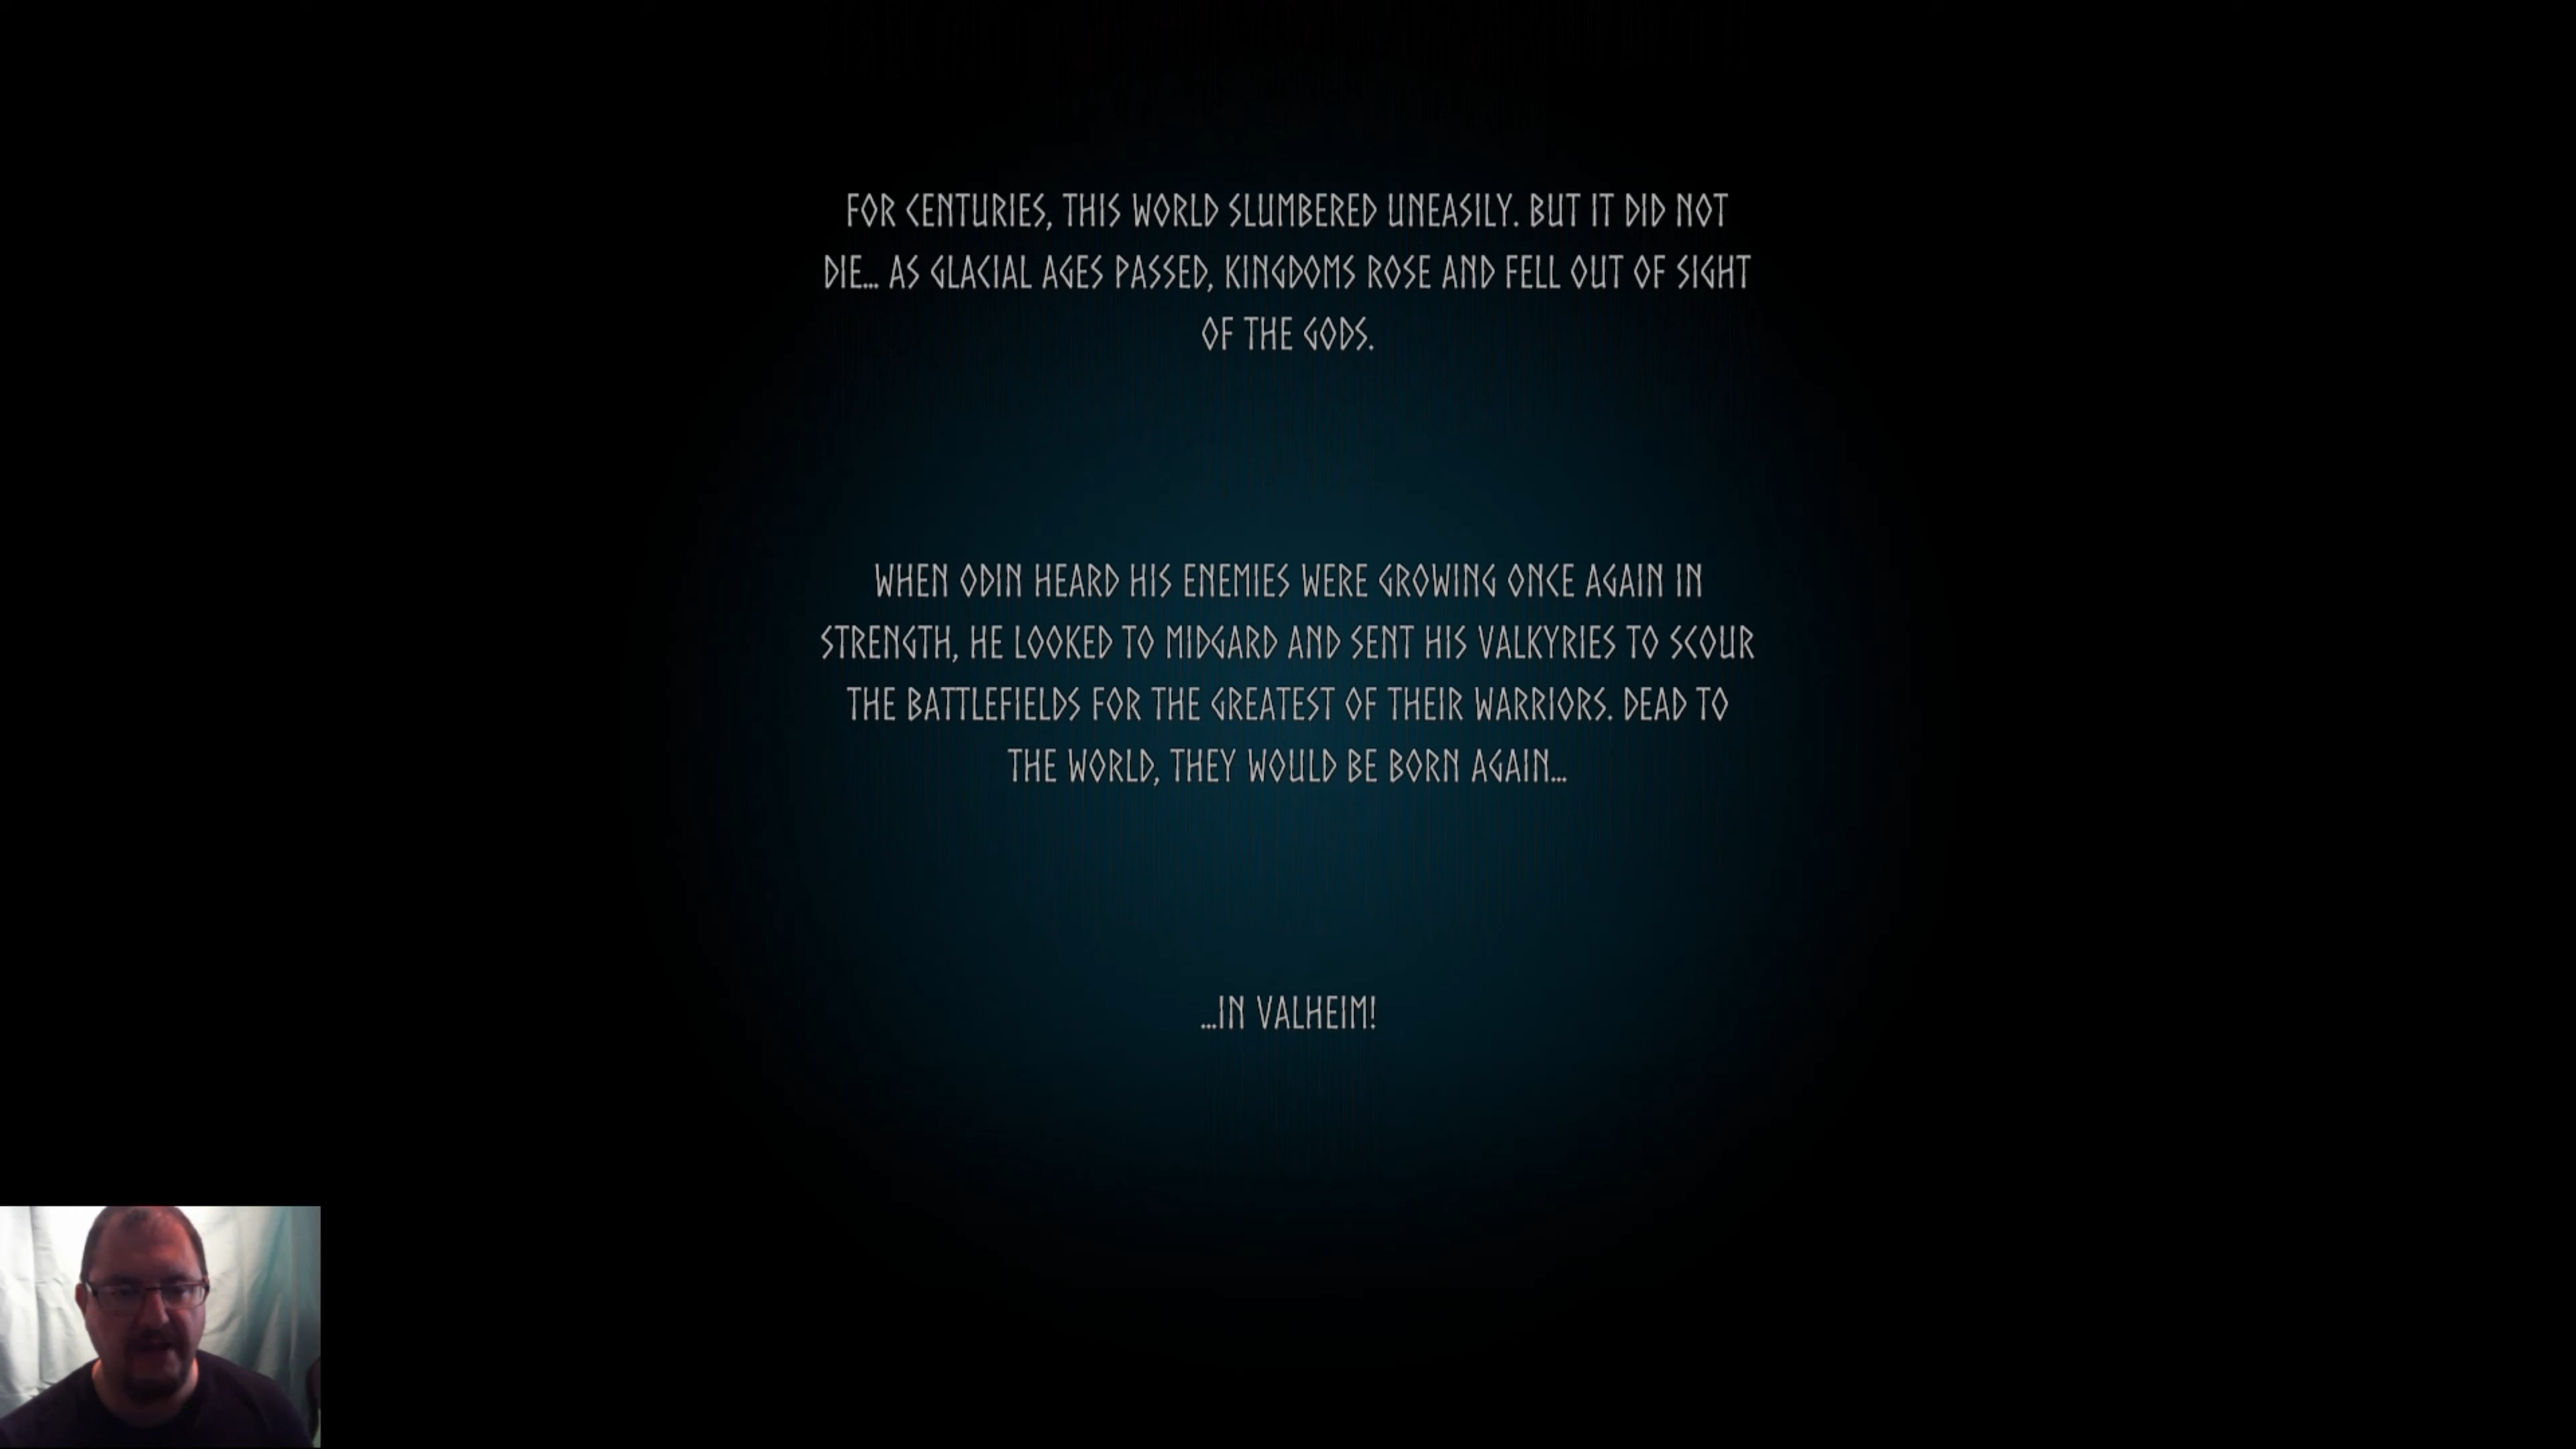 FOR CENTURIES, THIS WORLD SLUMBERED UNEASILY. BUT IT DID NOT
DIE... AS GLACIAL AGES PASSED, KINGDOMS ROSE AND FELL OUT OF SIGHT
OF THE GODS.
WHEN ODIN HEARD HIS ENEMIES WERE GROWING ONCE AGAIN IN
STRENGTH, HE LOOKED TO MIDGARD AND SENT HIS VALKYRIES TO SCOUR
THE BATTLEFIELDS FOR THE GREATEST OF THEIR WARRIORS. DEAD TO
THE WORLD, THEY WOULD BE BORN AGAIN...
...IN VALHEIM!